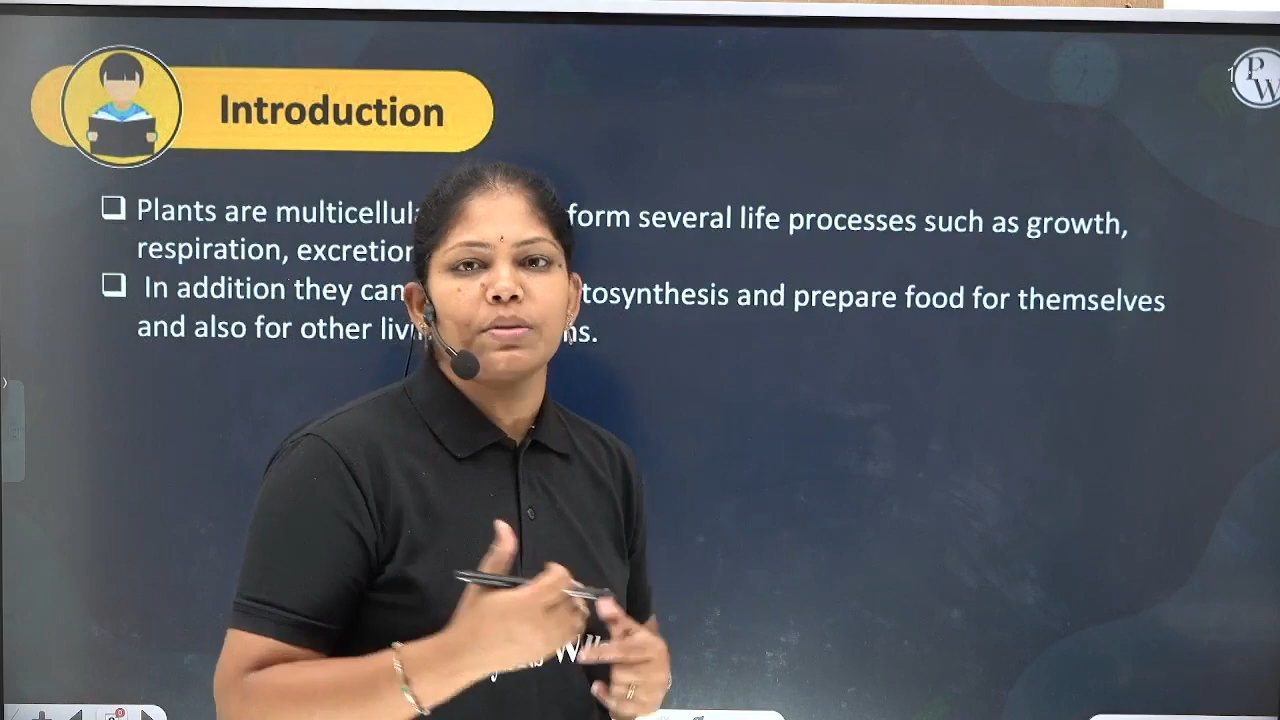 Introduction
P
W
Plants are multicellula form several life processes such as growth,
respiration, excretion
In addition they can tosynthesis and prepare food for themselves
and also for other livi ns.